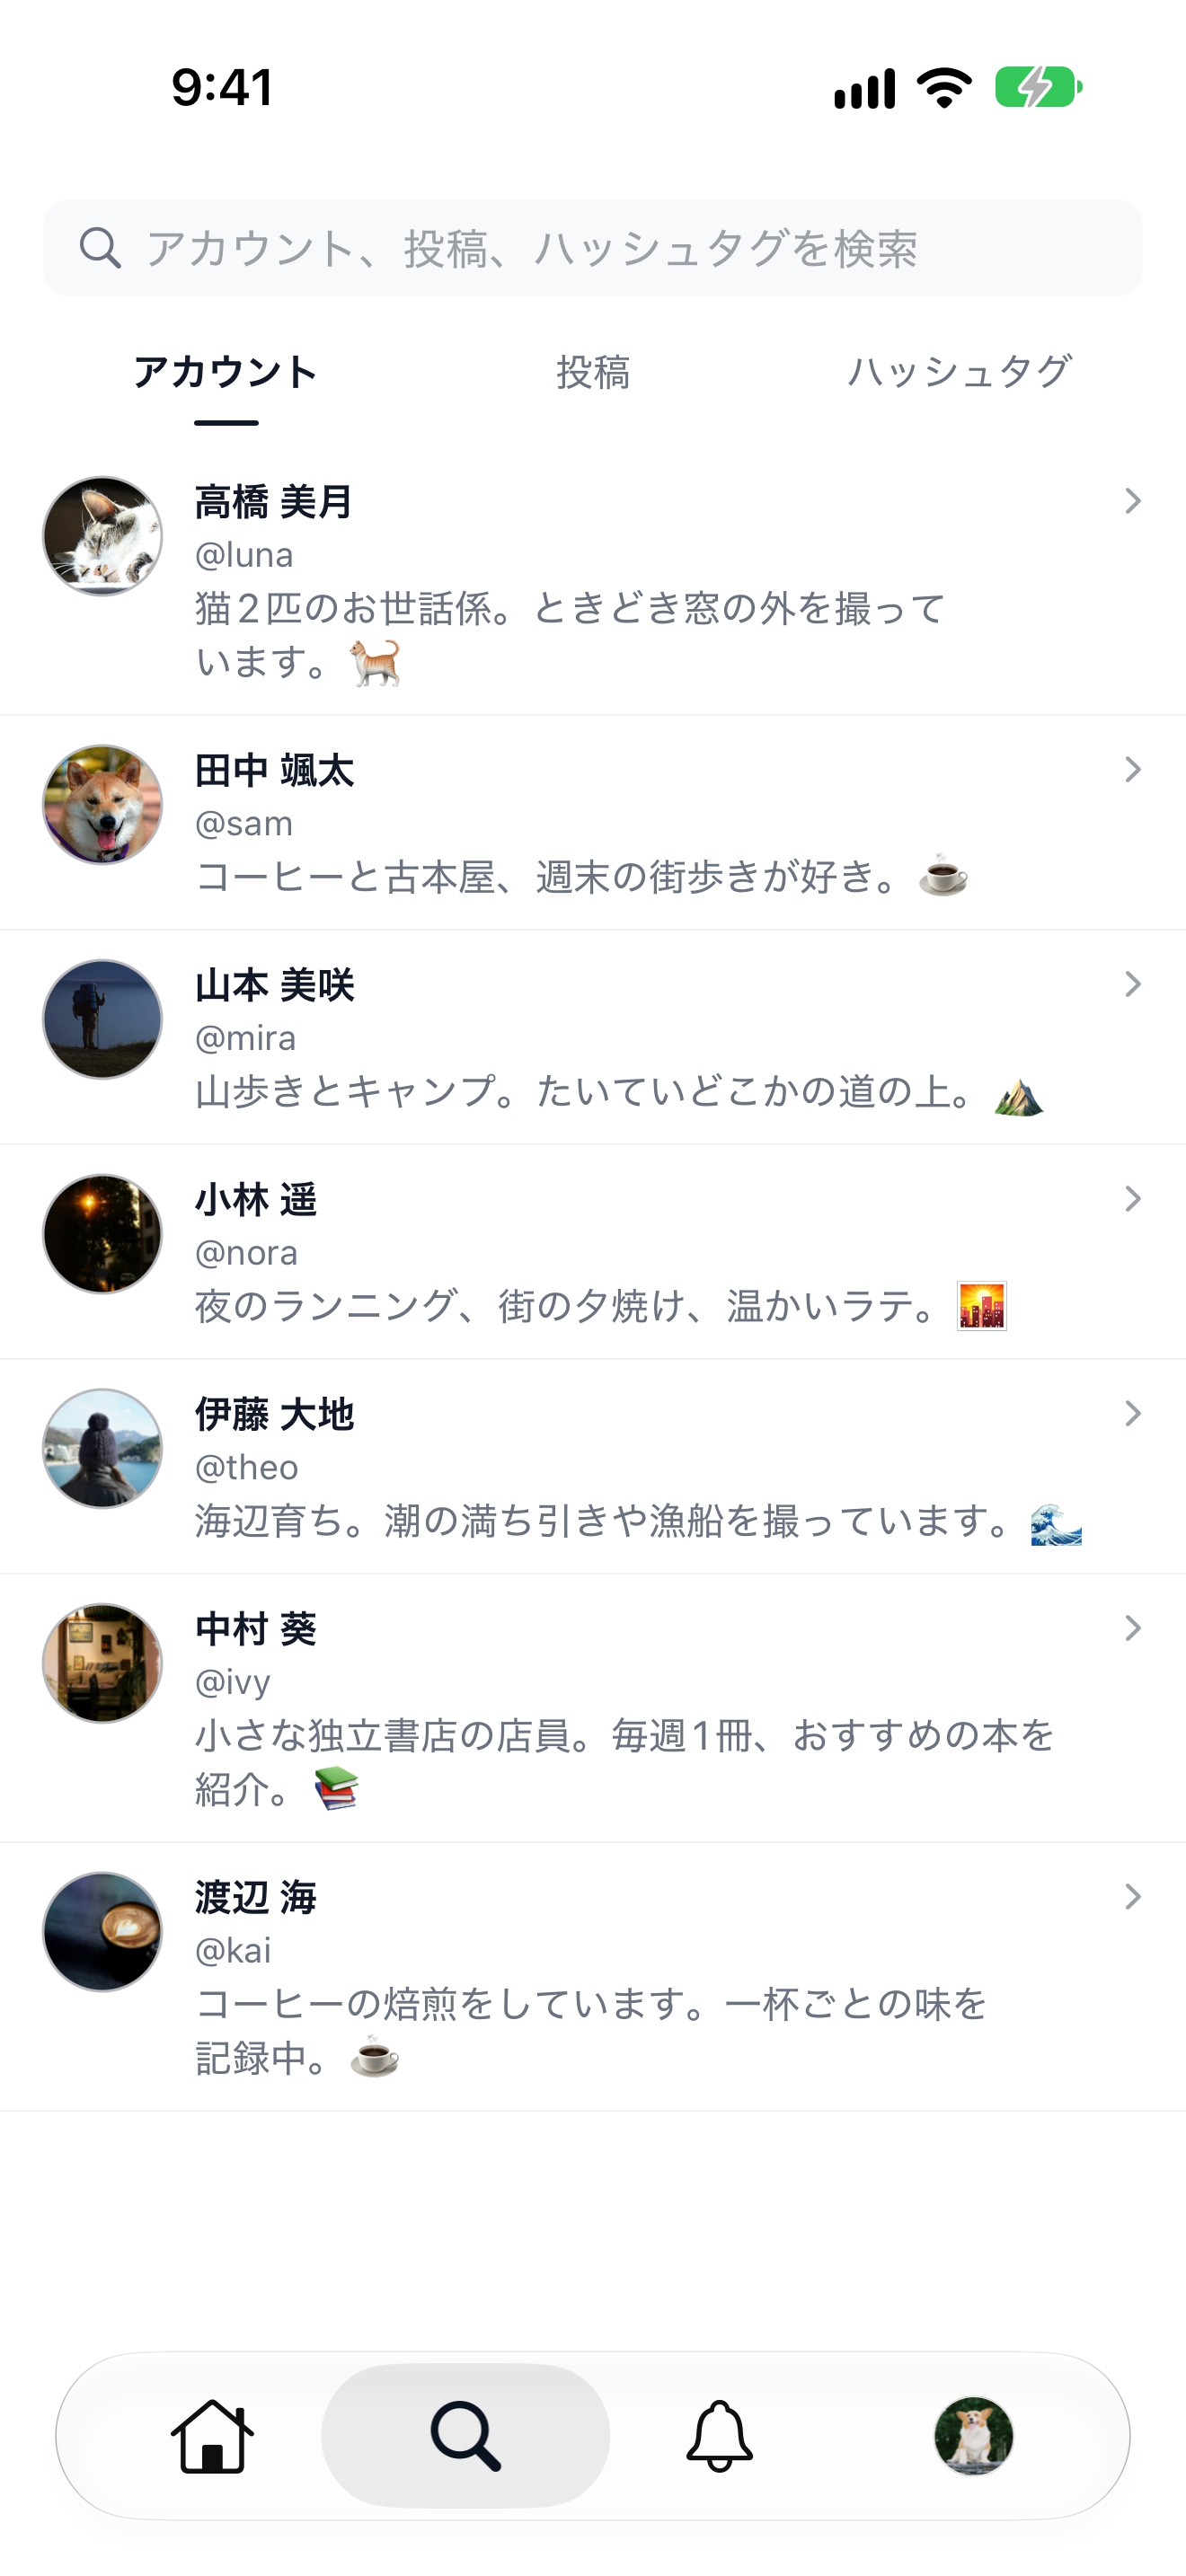 9:41
アカウント、投稿、ハッシュタグを検索
アカウント
投稿
ハッシュタグ
高橋 美月
@luna
猫2匹のお世話係。ときどき窓の外を撮って
います。🐈
田中 颯太
@sam
コーヒーと古本屋、週末の街歩きが好き。☕
山本 美咲
@mira
山歩きとキャンプ。たいていどこかの道の上。⛰️
小林 遥
@nora
夜のランニング、街の夕焼け、温かいラテ。🌇
伊藤 大地
@theo
海辺育ち。潮の満ち引きや漁船を撮っています。🌊
中村 葵
@ivy
小さな独立書店の店員。毎週1冊、おすすめの本を
紹介。📚
渡辺 海
@kai
コーヒーの焙煎をしています。一杯ごとの味を
記録中。☕